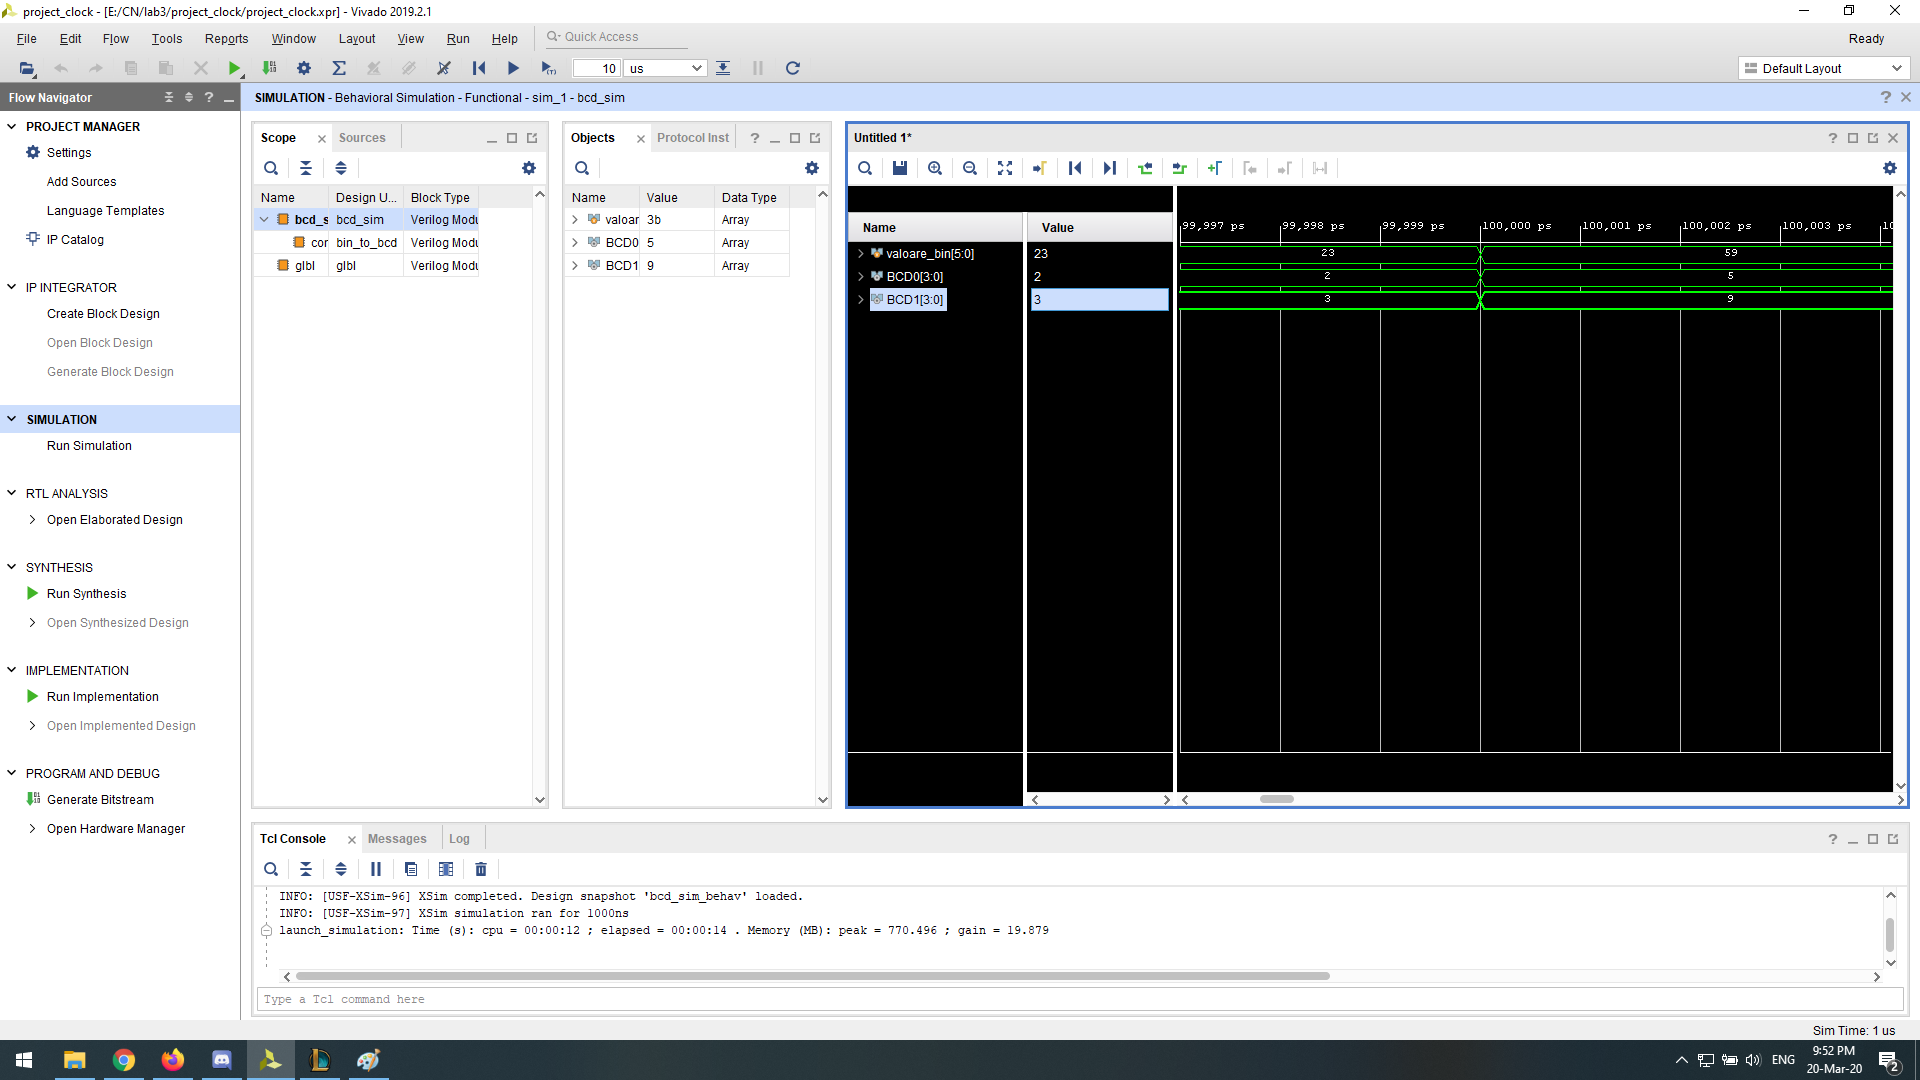 project_clock - [E:/CN/lab3/project_clock/project_clock.xpr] - Vivado 2019.2.1
File Edit Flow Tools Reports Window Layout View Run Help Quick Access Ready
10 us Default Layout
Flow Navigator
SIMULATION - Behavioral Simulation - Functional - sim_1 - bcd_sim
PROJECT MANAGER
Settings
Add Sources
Language Templates
IP Catalog
IP INTEGRATOR
Create Block Design
Open Block Design
Generate Block Design
SIMULATION
Run Simulation
RTL ANALYSIS
Open Elaborated Design
SYNTHESIS
Run Synthesis
Open Synthesized Design
IMPLEMENTATION
Run Implementation
Open Implemented Design
PROGRAM AND DEBUG
Generate Bitstream
Open Hardware Manager
Scope Sources
Name Design U... Block Type
bcd_s bcd_sim Verilog Modu
cor bin_to_bcd Verilog Modu
glbl glbl Verilog Modu
Objects Protocol Inst
Name Value Data Type
valoar 3b Array
BCD0 5 Array
BCD1 9 Array
Untitled 1*
Name Value
99,997 ps 99,998 ps 99,999 ps 100,000 ps 100,001 ps 100,002 ps 100,003 ps 10
valoare_bin[5:0] 23 23 59
BCD0[3:0] 2 2 5
BCD1[3:0] 3 3 9
Tcl Console Messages Log
INFO: [USF-XSim-96] XSim completed. Design snapshot 'bcd_sim_behav' loaded.
INFO: [USF-XSim-97] XSim simulation ran for 1000ns
launch_simulation: Time (s): cpu = 00:00:12 ; elapsed = 00:00:14 . Memory (MB): peak = 770.496 ; gain = 19.879
Type a Tcl command here
Sim Time: 1 us
ENG
9:52 PM
20-Mar-20
2